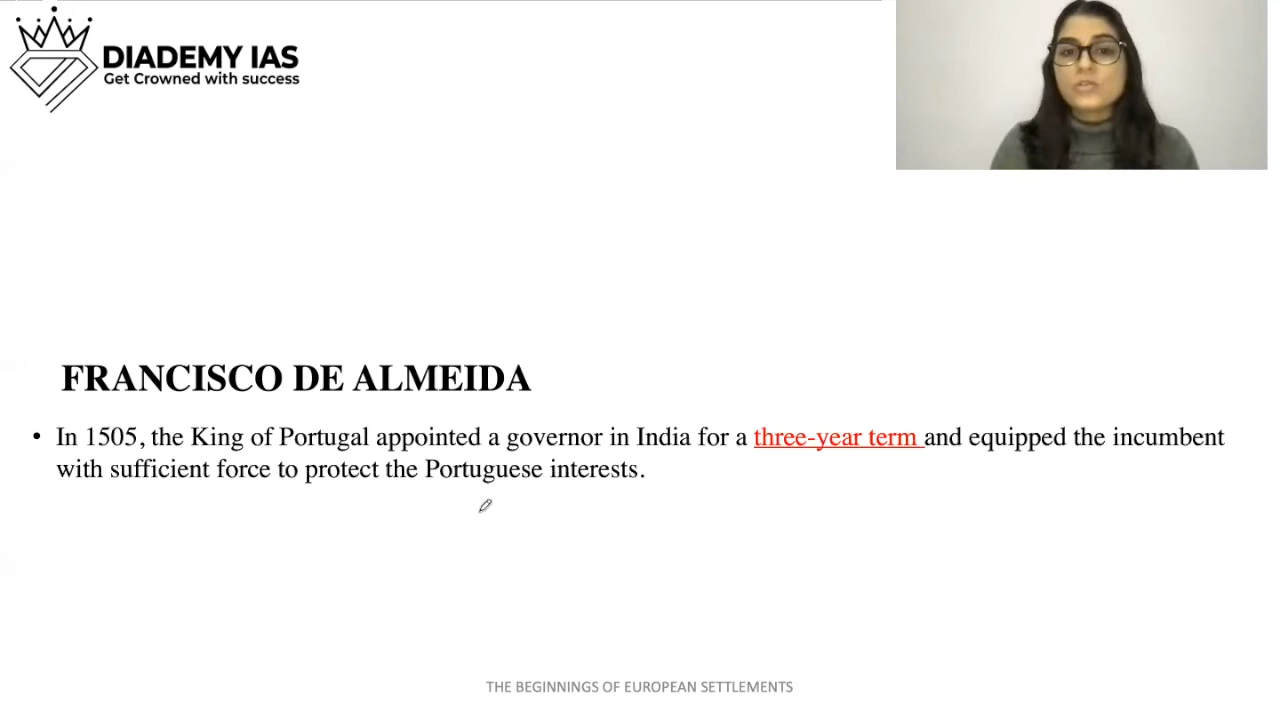 DIADEMY IAS
Get Crowned with success
FRANCISCO DE ALMEIDA
• In 1505, the King of Portugal appointed a governor in India for a three-year term and equipped the incumbent
with sufficient force to protect the Portuguese interests.
THE BEGINNINGS OF EUROPEAN SETTLEMENTS